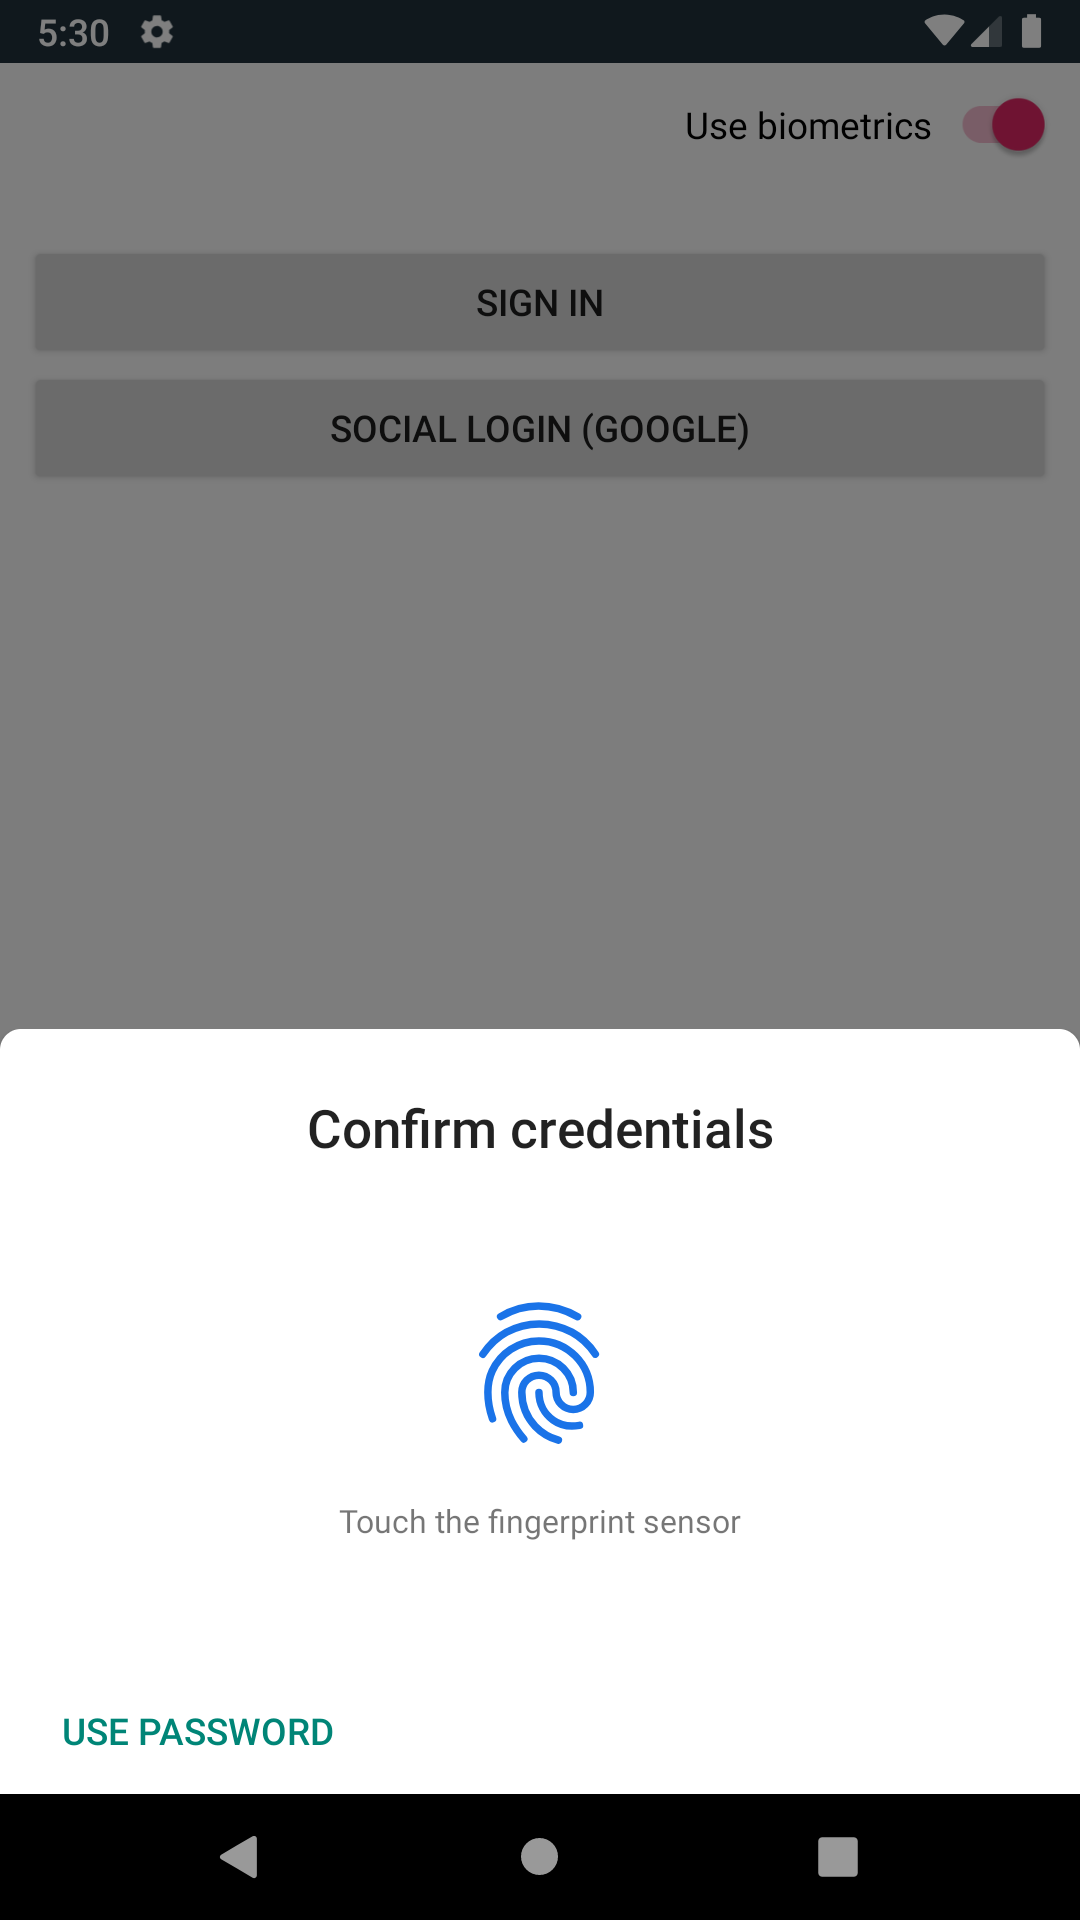 5:30
Use biometrics
SIGN IN
SOCIAL LOGIN (GOOGLE)
Confirm credentials
Touch the fingerprint sensor
USE PASSWORD